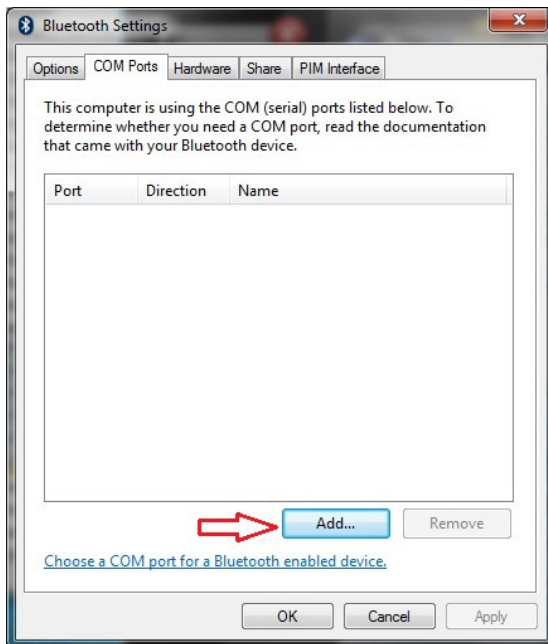 Bluetooth Settings
Options COM Ports Hardware Share PIM Interface
This computer is using the COM (serial) ports listed below. To
determine whether you need a COM port, read the documentation
that came with your Bluetooth device.
Port Direction Name
Add... Remove
Choose a COM port for a Bluetooth enabled device.
OK Cancel Apply